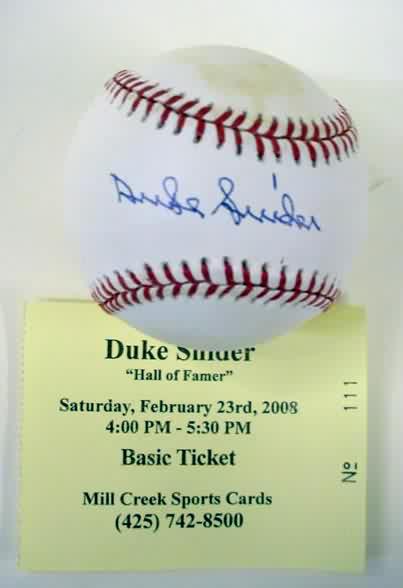 Duke Snider
Duke Snider
"Hall of Famer"
Saturday, February 23rd, 2008
4:00 PM - 5:30 PM
Basic Ticket
Mill Creek Sports Cards
(425) 742-8500
Nº 111